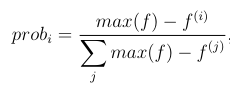 prob_i = \frac{max(f) - f^{(i)}}{\sum_j max(f) - f^{(j)}},